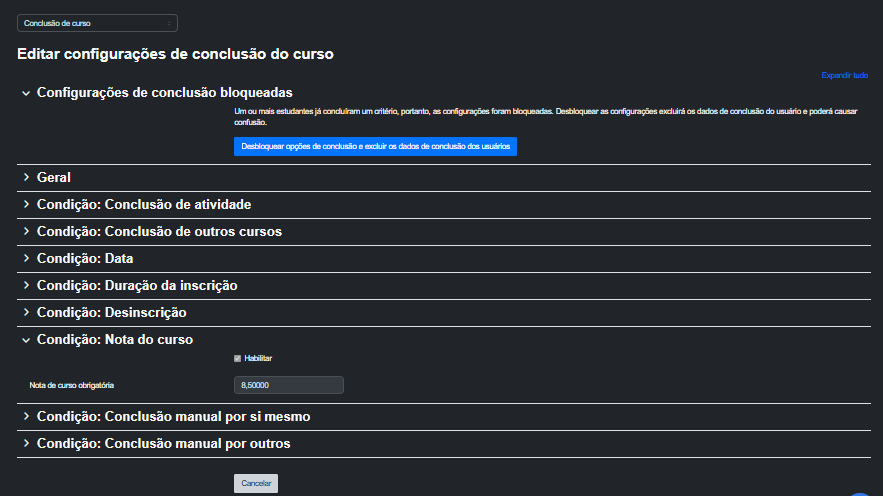 Conclusão de curso
Editar configurações de conclusão do curso
Expandir tudo
Configurações de conclusão bloqueadas
Um ou mais estudantes já concluíram um critério, portanto, as configurações foram bloqueadas. Desbloquear as configurações excluirá os dados de conclusão do usuário e poderá causar
confusão.
Desbloquear opções de conclusão e excluir os dados de conclusão dos usuários
Geral
Condição: Conclusão de atividade
Condição: Conclusão de outros cursos
Condição: Data
Condição: Duração da inscrição
Condição: Desinscrição
Condição: Nota do curso
Habilitar
Nota de curso obrigatória
8,50000
Condição: Conclusão manual por si mesmo
Condição: Conclusão manual por outros
Cancelar